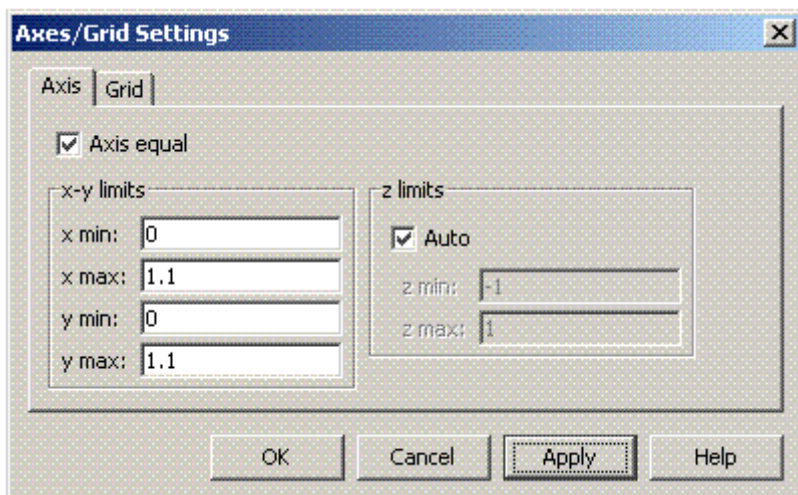 Axes/Grid Settings
Axis Grid
Axis equal
x-y limits
x min: 0
x max: 1.1
y min: 0
y max: 1.1
z limits
Auto
z min: -1
z max: 1
OK Cancel Apply Help